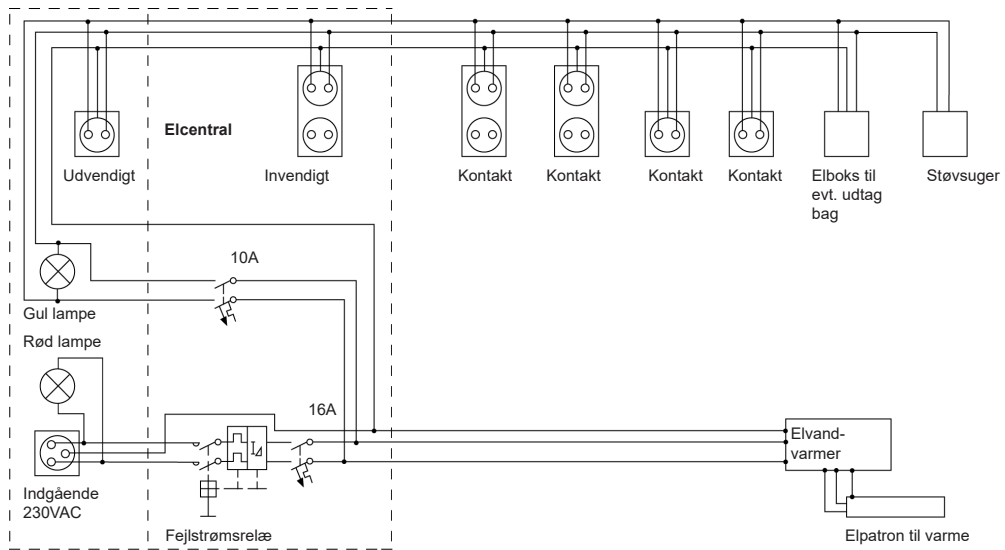 Elcentral
Udvendigt
Invendigt
Kontakt
Kontakt
Kontakt
Kontakt
Elboks til
evt. udtag
bag
Støvsuger
10A
Gul lampe
Rød lampe
16A
I⊿
Elvand-
varmer
Indgående
230VAC
Fejlstrømsrelæ
Elpatron til varme